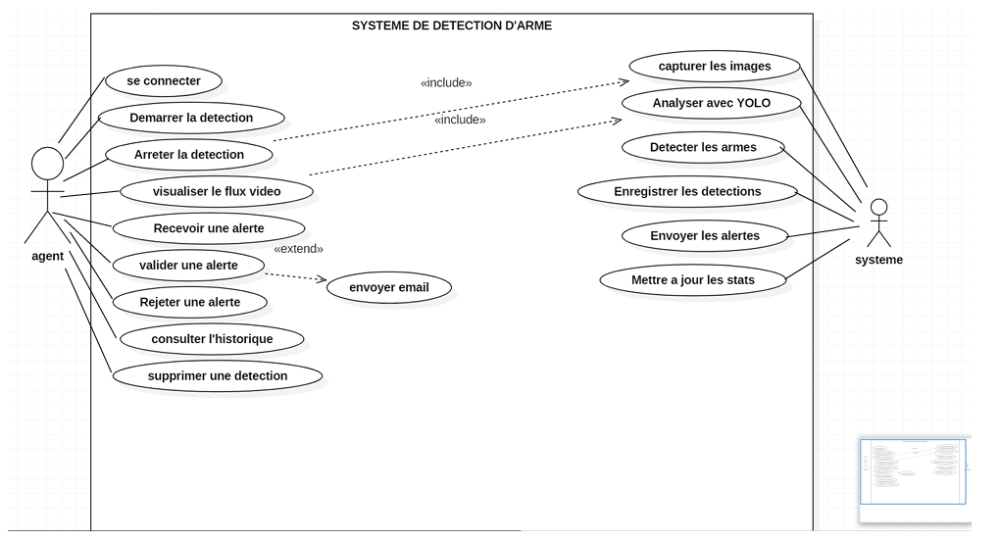 SYSTEME DE DETECTION D'ARME
se connecter
Demarrer la detection
Arreter la detection
visualiser le flux video
Recevoir une alerte
valider une alerte
Rejeter une alerte
consulter l'historique
supprimer une detection
agent
«include»
«include»
«extend»
envoyer email
capturer les images
Analyser avec YOLO
Detecter les armes
Enregistrer les detections
Envoyer les alertes
Mettre a jour les stats
systeme